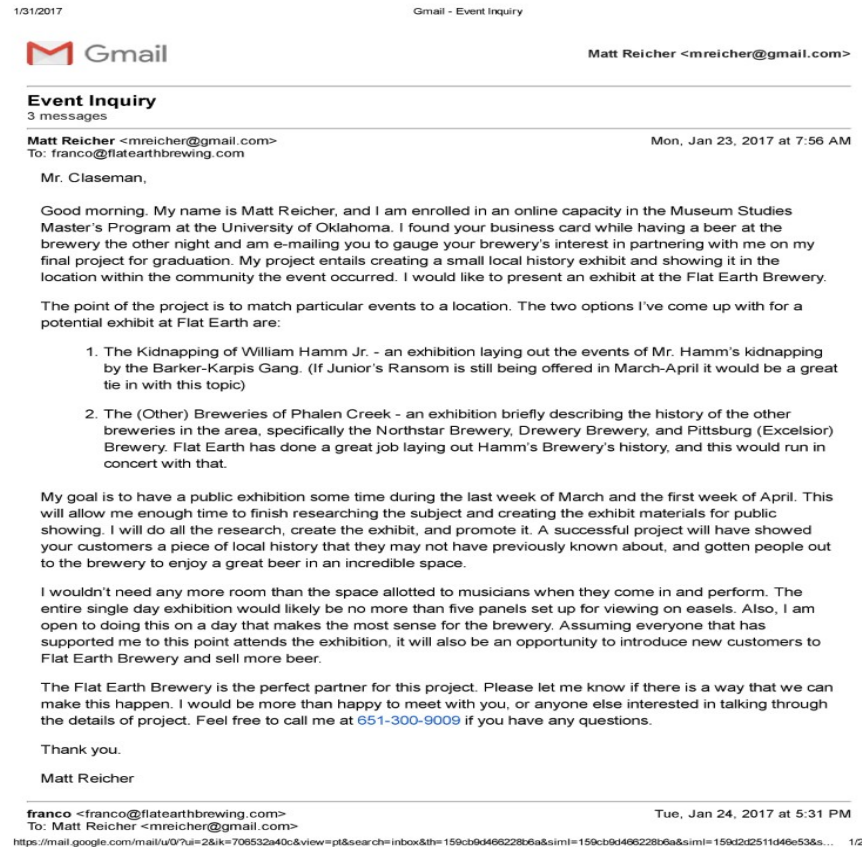 1/31/2017 Gmail - Event Inquiry
Gmail Matt Reicher <mreicher@gmail.com>
Event Inquiry
3 messages
Matt Reicher <mreicher@gmail.com> Mon, Jan 23, 2017 at 7:56 AM
To: franco@flatearthbrewing.com
Mr. Claseman,
Good morning. My name is Matt Reicher, and I am enrolled in an online capacity in the Museum Studies
Master's Program at the University of Oklahoma. I found your business card while having a beer at the
brewery the other night and am e-mailing you to gauge your brewery's interest in partnering with me on my
final project for graduation. My project entails creating a small local history exhibit and showing it in the
location within the community the event occurred. I would like to present an exhibit at the Flat Earth Brewery.
The point of the project is to match particular events to a location. The two options I've come up with for a
potential exhibit at Flat Earth are:
1. The Kidnapping of William Hamm Jr. - an exhibition laying out the events of Mr. Hamm's kidnapping
by the Barker-Karpis Gang. (If Junior's Ransom is still being offered in March-April it would be a great
tie in with this topic)
2. The (Other) Breweries of Phalen Creek - an exhibition briefly describing the history of the other
breweries in the area, specifically the Northstar Brewery, Drewery Brewery, and Pittsburg (Excelsior)
Brewery. Flat Earth has done a great job laying out Hamm's Brewery's history, and this would run in
concert with that.
My goal is to have a public exhibition some time during the last week of March and the first week of April. This
will allow me enough time to finish researching the subject and creating the exhibit materials for public
showing. I will do all the research, create the exhibit, and promote it. A successful project will have showed
your customers a piece of local history that they may not have previously known about, and gotten people out
to the brewery to enjoy a great beer in an incredible space.
I wouldn't need any more room than the space allotted to musicians when they come in and perform. The
entire single day exhibition would likely be no more than five panels set up for viewing on easels. Also, I am
open to doing this on a day that makes the most sense for the brewery. Assuming everyone that has
supported me to this point attends the exhibition, it will also be an opportunity to introduce new customers to
Flat Earth Brewery and sell more beer.
The Flat Earth Brewery is the perfect partner for this project. Please let me know if there is a way that we can
make this happen. I would be more than happy to meet with you, or anyone else interested in talking through
the details of project. Feel free to call me at 651-300-9009 if you have any questions.
Thank you.
Matt Reicher
franco <franco@flatearthbrewing.com> Tue, Jan 24, 2017 at 5:31 PM
To: Matt Reicher <mreicher@gmail.com>
https://mail.google.com/mail/u/0/?ui=2&ik=706532a40c&view=pt&search=inbox&th=159cb9d466228b6a&siml=159cb9d466228b6a&siml=159d2d2511d46e53&s... 1/2